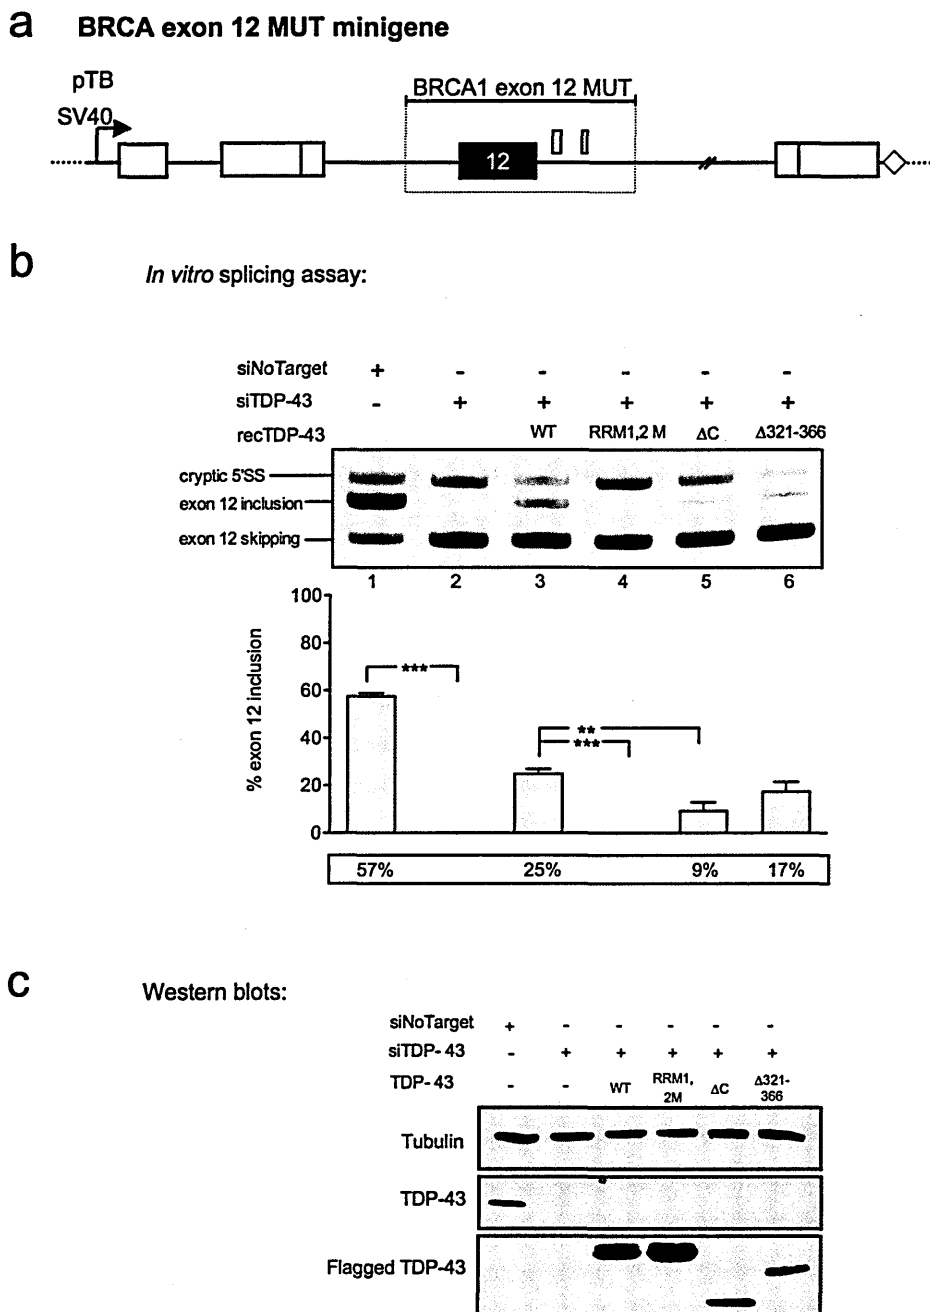 a BRCA exon 12 MUT minigene
pTB
BRCA1 exon 12 MUT
SV40
12
b
In vitro splicing assay:
siNoTarget + - - - - -
siTDP-43 - + + + + +
recTDP-43 WT RRM1,2 M ΔC Δ321-366
cryptic 5'SS
exon 12 inclusion
exon 12 skipping
1 2 3 4 5 6
% exon 12 inclusion
100
80
60
40
20
0
***
**
***
57% 25% 9% 17%
c
Western blots:
siNoTarget + - - - - -
siTDP-43 - + + + + +
TDP-43 - - WT RRM1, 2M ΔC Δ321- 366
Tubulin
TDP-43
Flagged TDP-43